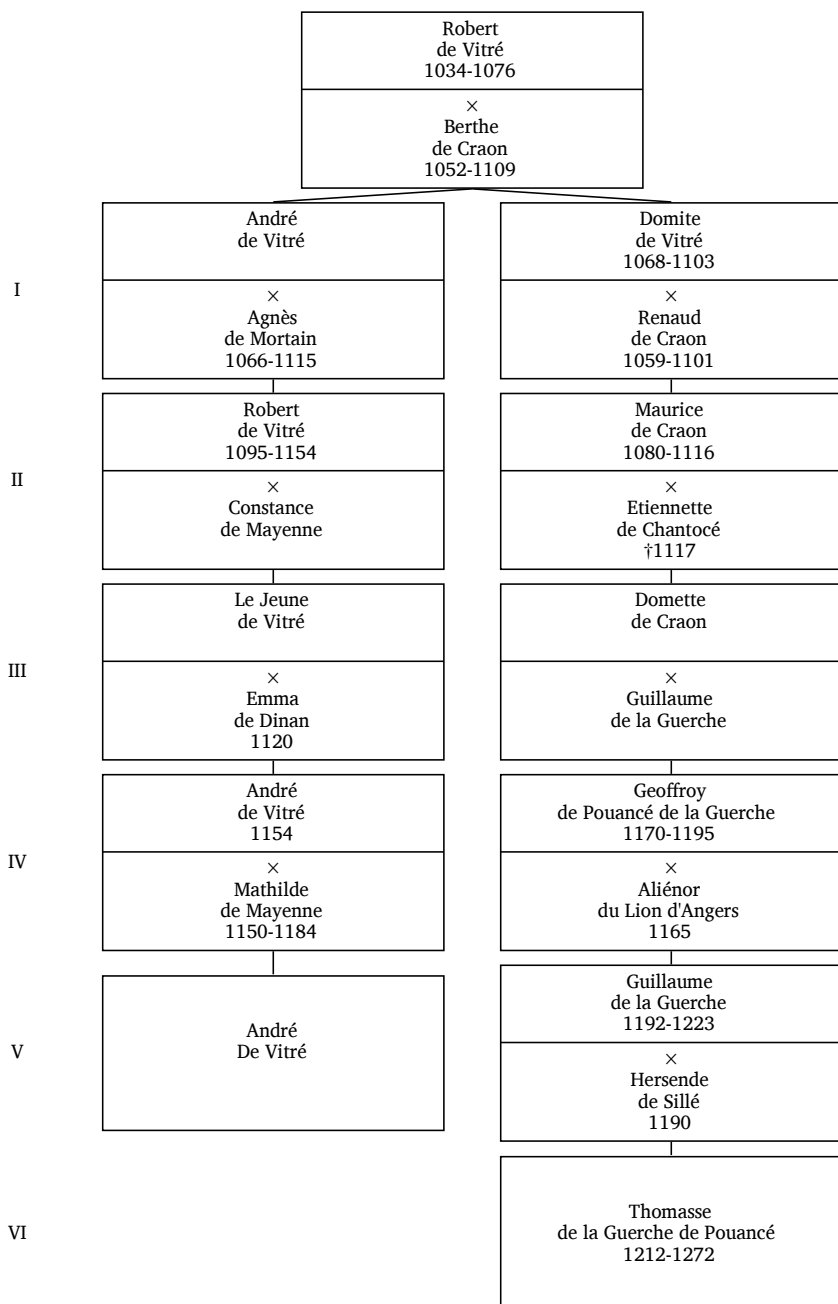 Robert
de Vitré
1034-1076
×
Berthe
de Craon
1052-1109
I
André
de Vitré
×
Agnès
de Mortain
1066-1115
Domite
de Vitré
1068-1103
×
Renaud
de Craon
1059-1101
II
Robert
de Vitré
1095-1154
×
Constance
de Mayenne
Maurice
de Craon
1080-1116
×
Etiennette
de Chantocé
†1117
III
Le Jeune
de Vitré
×
Emma
de Dinan
1120
Domette
de Craon
×
Guillaume
de la Guerche
IV
André
de Vitré
1154
×
Mathilde
de Mayenne
1150-1184
Geoffroy
de Pouancé de la Guerche
1170-1195
×
Aliénor
du Lion d'Angers
1165
V
André
De Vitré
Guillaume
de la Guerche
1192-1223
×
Hersende
de Sillé
1190
VI
Thomasse
de la Guerche de Pouancé
1212-1272